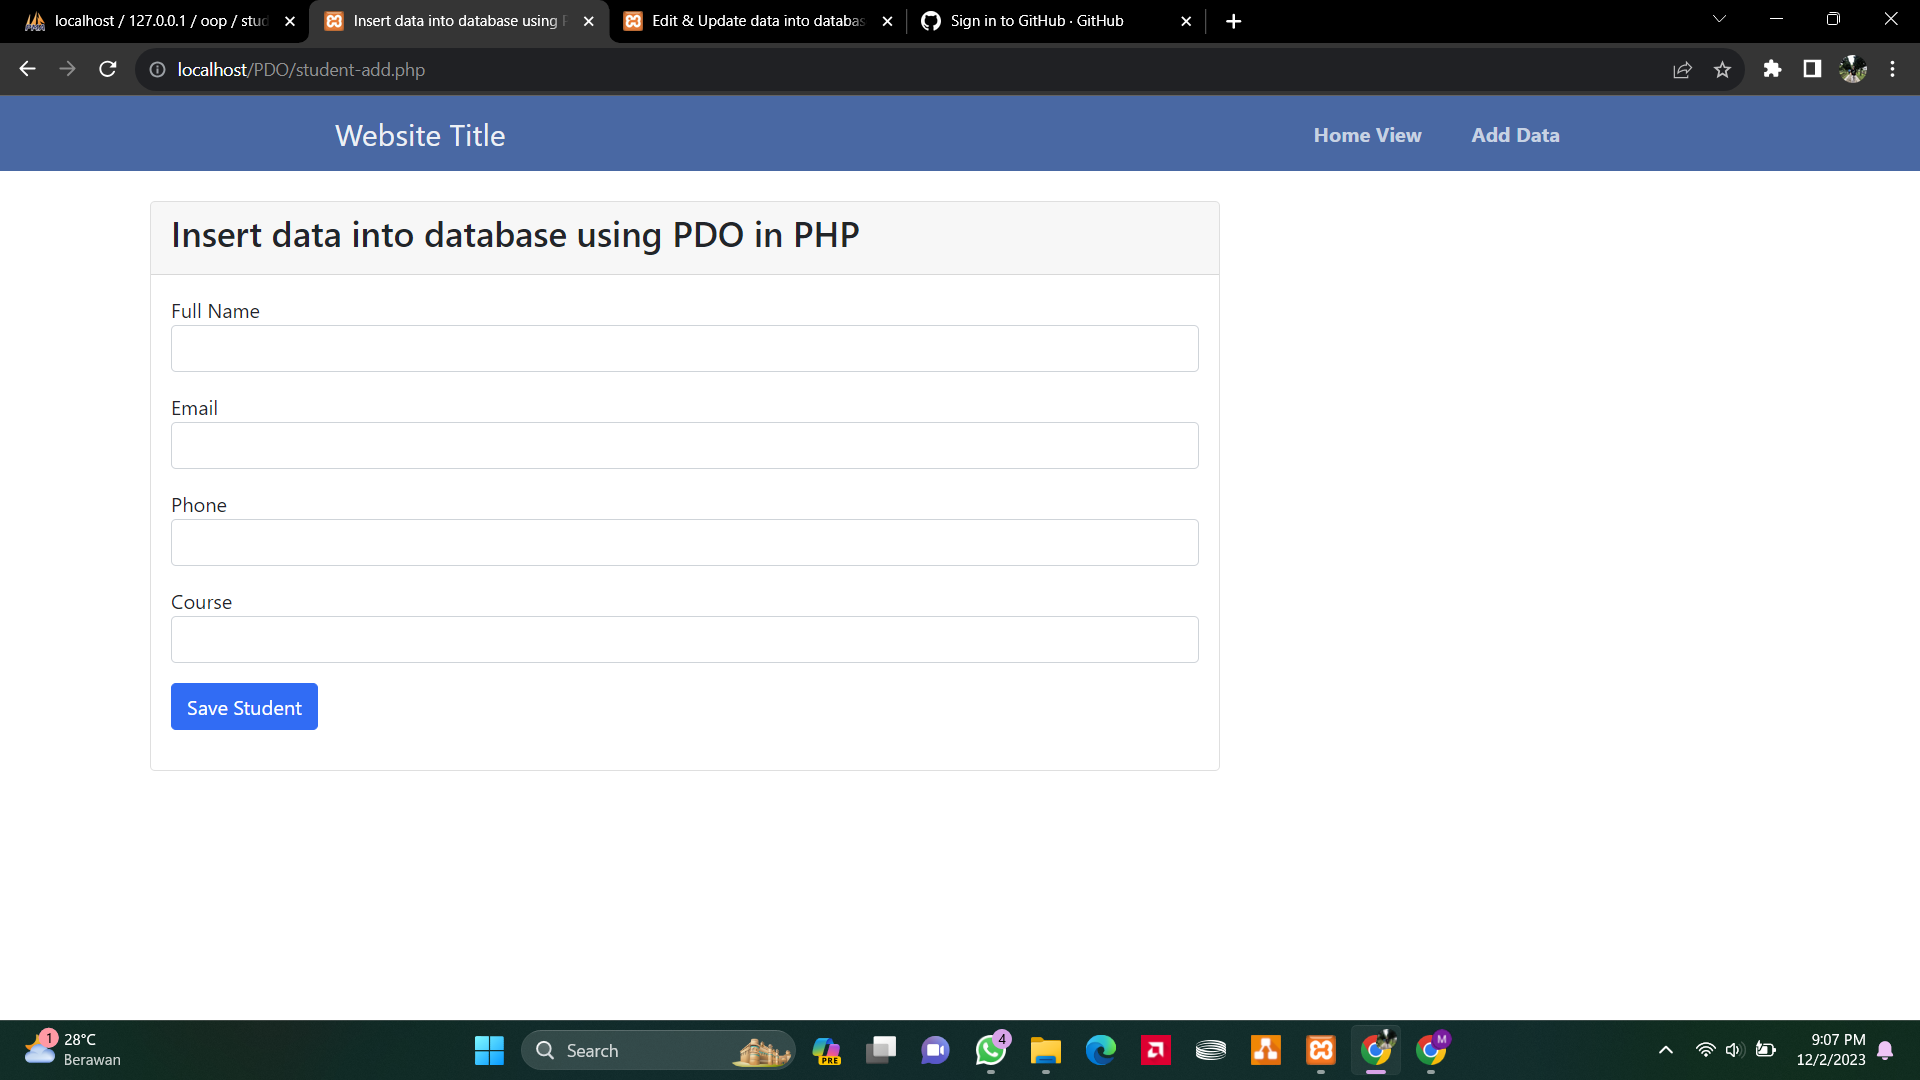 localhost / 127.0.0.1 / oop / stud
Insert data into database using P
Edit & Update data into databas
Sign in to GitHub · GitHub
localhost/PDO/student-add.php
Website Title
Home View
Add Data
Insert data into database using PDO in PHP
Full Name
Email
Phone
Course
Save Student
1
28°C
Berawan
Search
PRE
4
M
9:07 PM
12/2/2023